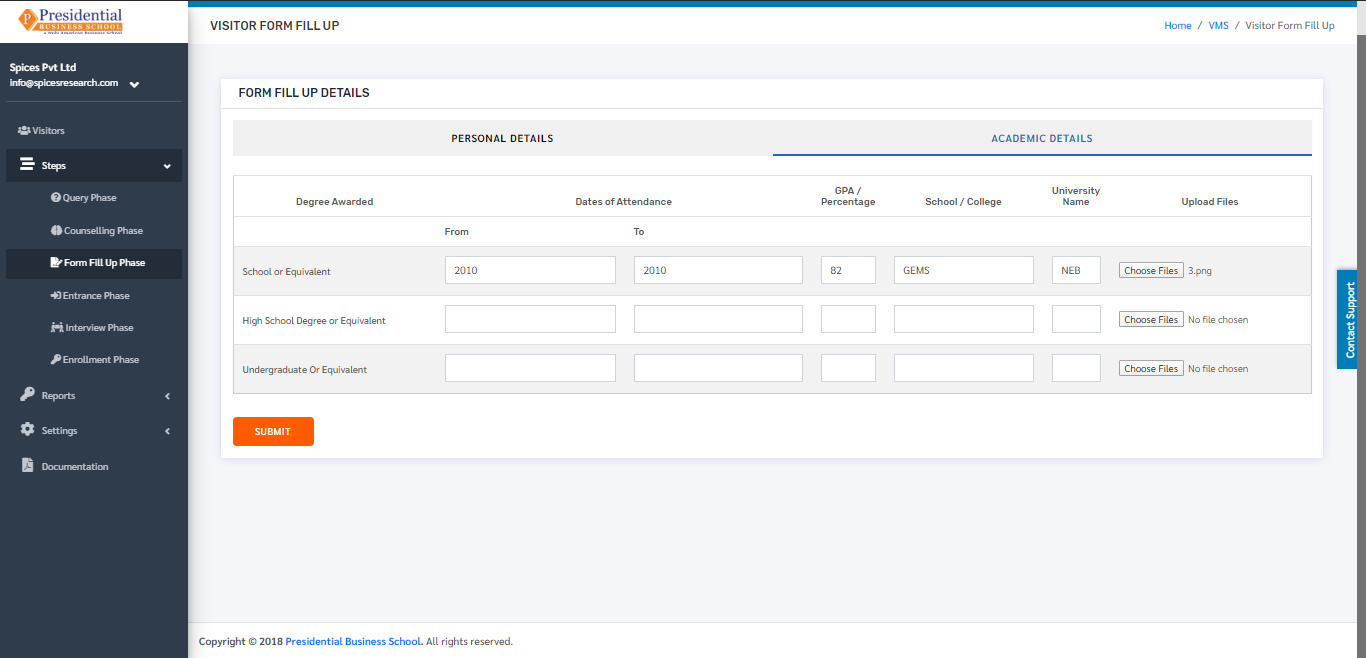 Presidential
BUSINESS SCHOOL
a Welo American Business School
VISITOR FORM FILL UP
Home / VMS / Visitor Form Fill Up
Spices Pvt Ltd
info@spicesresearch.com
Visitors
Steps
Query Phase
Counselling Phase
Form Fill Up Phase
Entrance Phase
Interview Phase
Enrollment Phase
Reports
Settings
Documentation
FORM FILL UP DETAILS
PERSONAL DETAILS
ACADEMIC DETAILS
Degree Awarded
Dates of Attendance
GPA /
Percentage
School / College
University
Name
Upload Files
From
To
School or Equivalent
2010
2010
82
GEMS
NEB
Choose Files
3.png
High School Degree or Equivalent
Choose Files
No file chosen
Undergraduate Or Equivalent
Choose Files
No file chosen
SUBMIT
Contact Support
Copyright © 2018 Presidential Business School. All rights reserved.